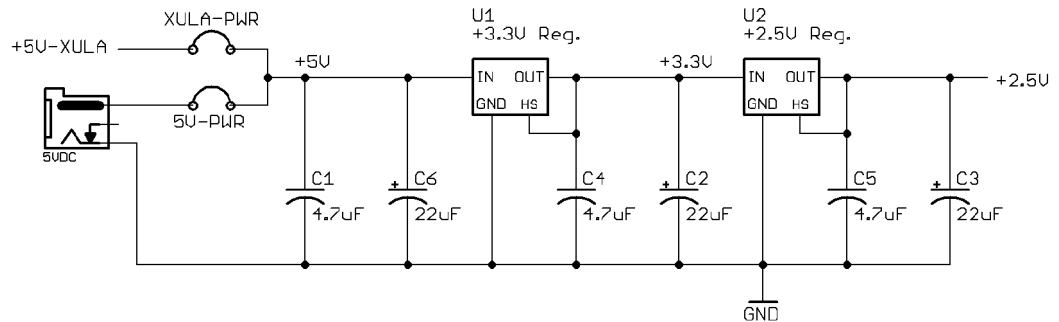 XULA-PWR
+5V-XULA
5V-PWR
5VDC
+5V
U1
+3.3V Reg.
IN OUT
GND HS
+3.3V
U2
+2.5V Reg.
IN OUT
GND HS
+2.5V
C1
4.7uF
+
C6
22uF
C4
4.7uF
+
C2
22uF
C5
4.7uF
+
C3
22uF
GND